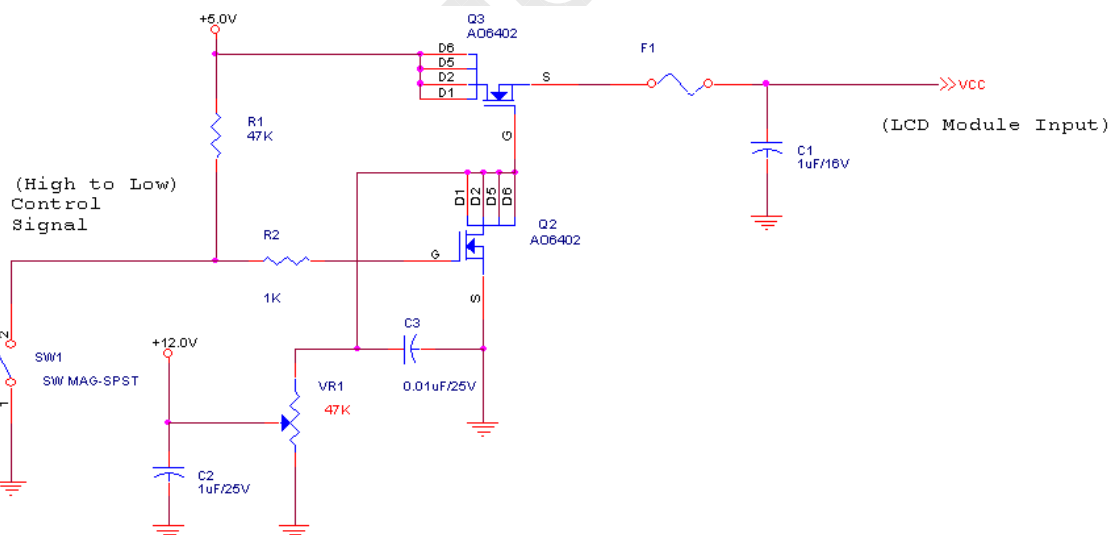 +5.0V
Q3
AO6402
D6
D5
D2
D1
S
G
F1
VCC
(LCD Module Input)
R1
47K
C1
1uF/16V
(High to Low)
Control
Signal
D1
D2
D5
D6
Q2
AO6402
R2
1K
G
S
2
SW1
SW MAG-SPST
1
+12.0V
C3
0.01uF/25V
VR1
47K
C2
1uF/25V